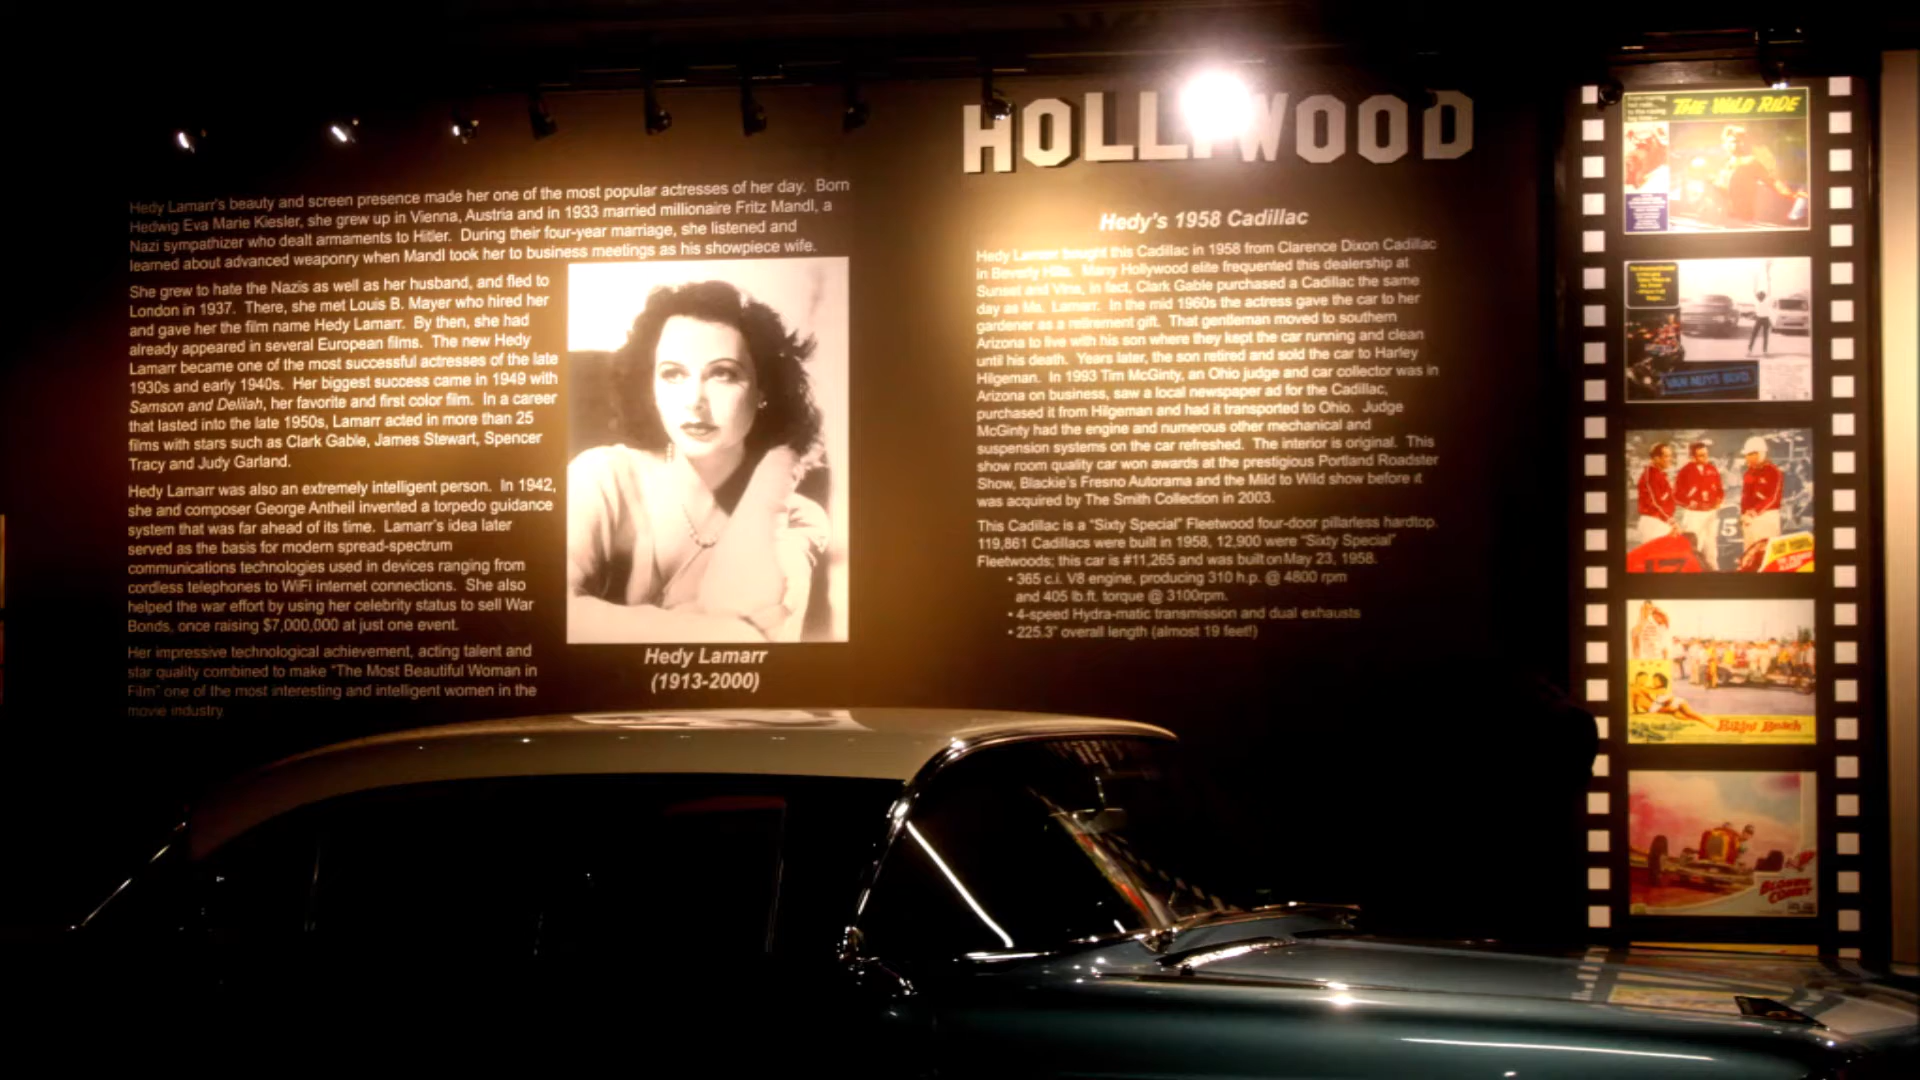 Hedy Lamarr's beauty and screen presence made her one of the most popular actresses of her day. Born
Hedwig Eva Marie Kiesler, she grew up in Vienna, Austria and in 1933 married millionaire Fritz Mandl, a
Nazi sympathizer who dealt armaments to Hitler. During their four-year marriage, she listened and
learned about advanced weaponry when Mandl took her to business meetings as his showpiece wife.
She grew to hate the Nazis as well as her husband, and fled to
London in 1937. There, she met Louis B. Mayer who hired her
and gave her the film name Hedy Lamarr. By then, she had
already appeared in several European films. The new Hedy
Lamarr became one of the most successful actresses of the late
1930s and early 1940s. Her biggest success came in 1949 with
Samson and Delilah, her favorite and first color film. In a career
that lasted into the late 1950s, Lamarr acted in more than 25
films with stars such as Clark Gable, James Stewart, Spencer
Tracy and Judy Garland.
Hedy Lamarr was also an extremely intelligent person. In 1942,
she and composer George Antheil invented a torpedo guidance
system that was far ahead of its time. Lamarr's idea later
served as the basis for modern spread-spectrum
communications technologies used in devices ranging from
cordless telephones to WiFi internet connections. She also
helped the war effort by using her celebrity status to sell War
Bonds, once raising $7,000,000 at just one event.
Her impressive technological achievement, acting talent and
star quality combined to make "The Most Beautiful Woman in
Film" one of the most interesting and intelligent women in the
movie industry.
Hedy Lamarr
(1913-2000)
HOLLYWOOD
Hedy's 1958 Cadillac
Hedy Lamarr bought this Cadillac in 1958 from Clarence Dixon Cadillac
in Beverly Hills. Many Hollywood elite frequented this dealership at
Sunset and Vine, in fact, Clark Gable purchased a Cadillac the same
day as Ms. Lamarr. In the mid 1960s the actress gave the car to her
gardener as a retirement gift. That gentleman moved to southern
Arizona to live with his son where they kept the car running and clean
until his death. Years later, the son retired and sold the car to Harley
Hilgeman. In 1993 Tim McGinty, an Ohio judge and car collector was in
Arizona on business, saw a local newspaper ad for the Cadillac,
purchased it from Hilgeman and had it transported to Ohio. Judge
McGinty had the engine and numerous other mechanical and
suspension systems on the car refreshed. The interior is original. This
show room quality car won awards at the prestigious Portland Roadster
Show, Blackie's Fresno Autorama and the Mild to Wild show before it
was acquired by The Smith Collection in 2003.
This Cadillac is a "Sixty Special" Fleetwood four-door pillarless hardtop.
119,861 Cadillacs were built in 1958, 12,900 were "Sixty Special"
Fleetwoods; this car is #11,265 and was built on May 23, 1958.
• 365 c.i. V8 engine, producing 310 h.p. @ 4800 rpm
and 405 lb.ft. torque @ 3100rpm.
• 4-speed Hydra-matic transmission and dual exhausts
• 225.3" overall length (almost 19 feet!)
THE WILD RIDE
VAN NUYS BLVD.
Bikini Beach
BLONDE
COMET